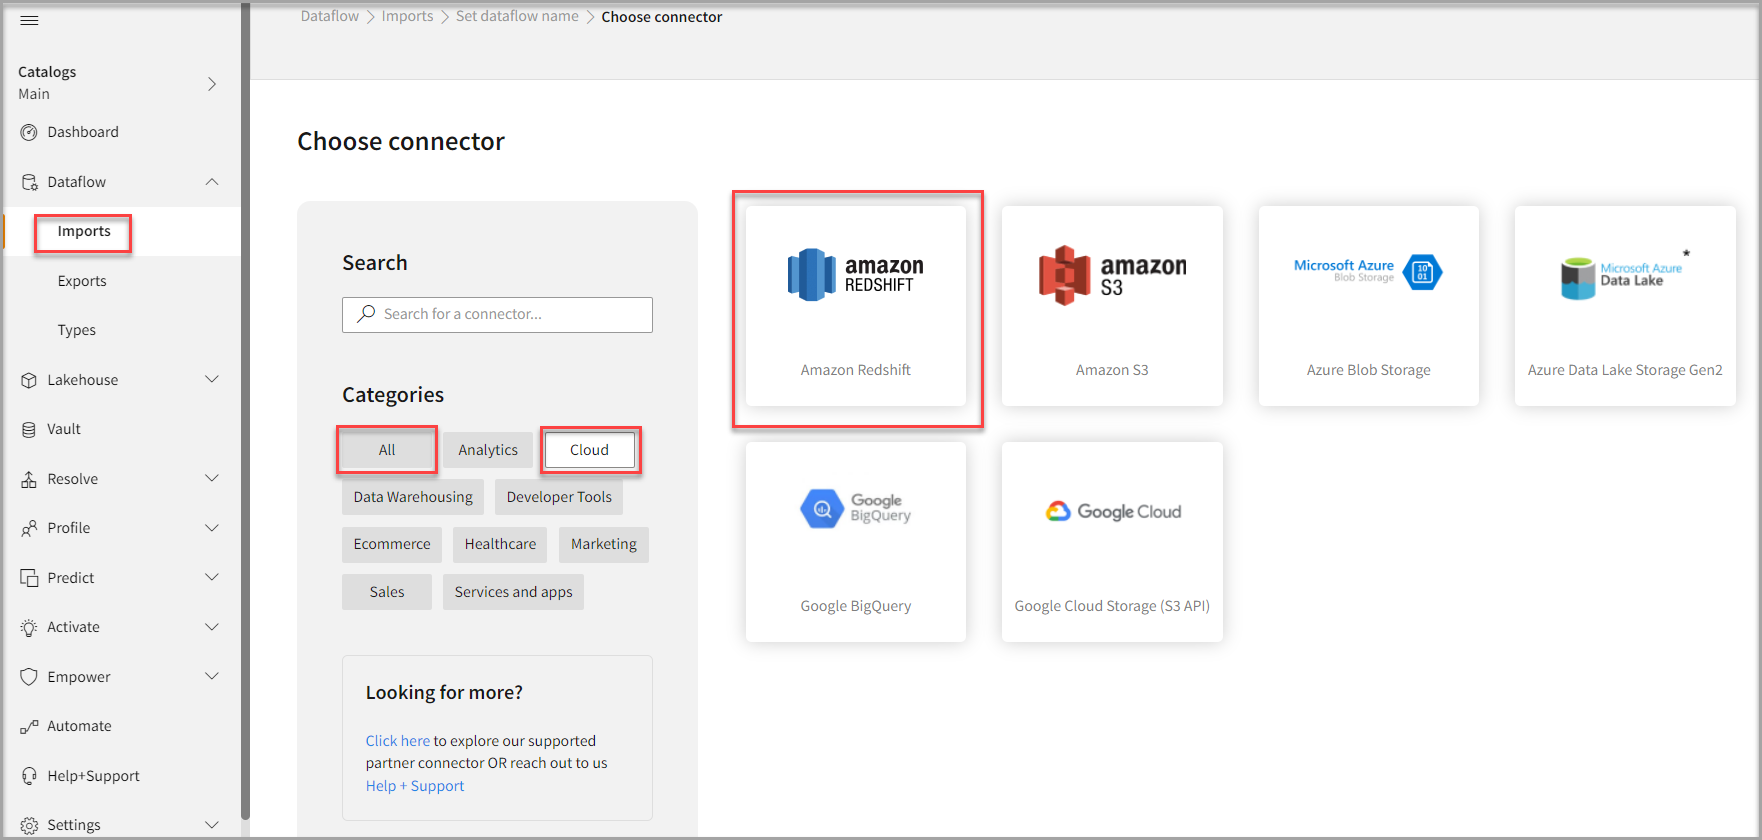 Dataflow > Imports > Set dataflow name > Choose connector
Catalogs
Main
Dashboard
Dataflow
Imports
Exports
Types
Lakehouse
Vault
Resolve
Profile
Predict
Activate
Empower
Automate
Help+Support
Settings
Choose connector
Search
Search for a connector...
Categories
All Analytics Cloud
Data Warehousing Developer Tools
Ecommerce Healthcare Marketing
Sales Services and apps
Looking for more?
Click here to explore our supported
partner connector OR reach out to us
Help + Support
amazon
REDSHIFT
Amazon Redshift
amazon
S3
Amazon S3
Microsoft Azure
Blob Storage
10
01
Azure Blob Storage
Microsoft Azure *
Data Lake
Azure Data Lake Storage Gen2
Google
BigQuery
Google BigQuery
Google Cloud
Google Cloud Storage (S3 API)